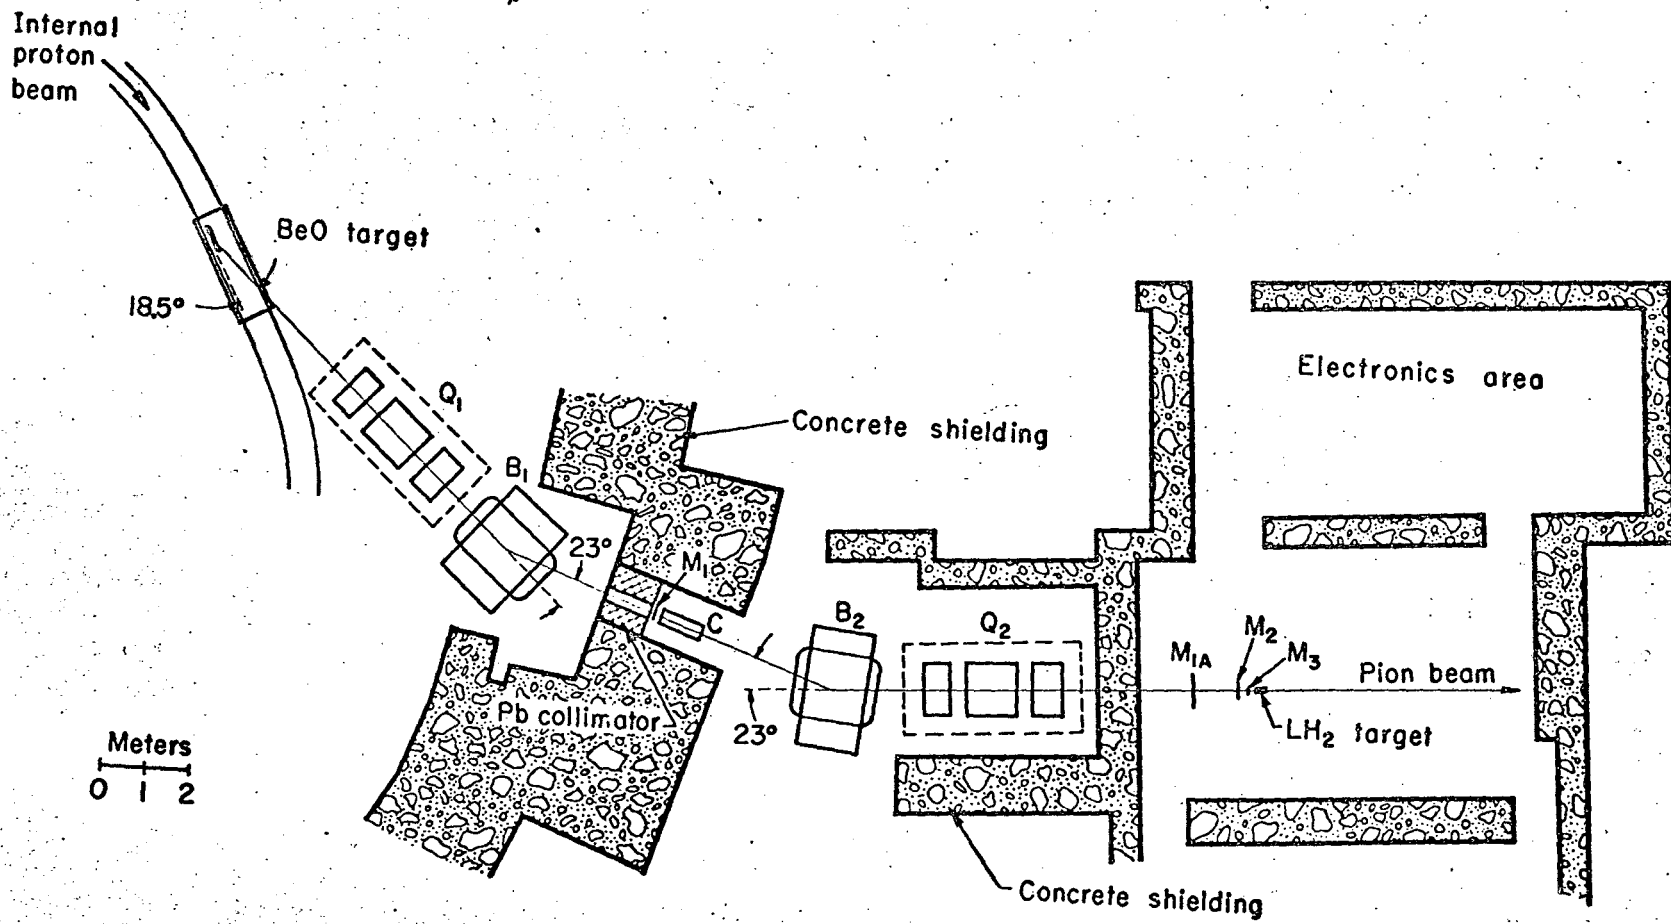 Internal
proton
beam
BeO target
18.5°
Q₁
Concrete shielding
Electronics area
B₁
23°
M₁
C
B₂
Q₂
M₁ₐ
M₂
M₃
Pion beam
LH₂ target
Pb collimator
23°
Meters
0 1 2
Concrete shielding